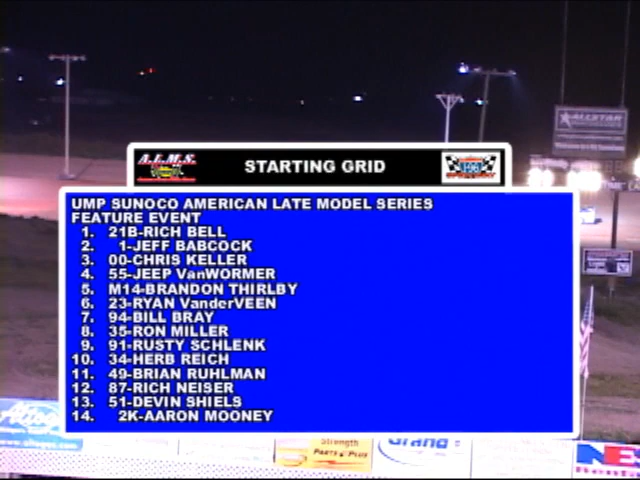 A.L.M.S.
STARTING GRID
UMP SUNOCO AMERICAN LATE MODEL SERIES
FEATURE EVENT
1. 21B-RICH BELL
2. 1-JEFF BABCOCK
3. 00-CHRIS KELLER
4. 55-JEEP VanWORMER
5. M14-BRANDON THIRLBY
6. 23-RYAN VanderVEEN
7. 94-BILL BRAY
8. 35-RON MILLER
9. 91-RUSTY SCHLENK
10. 34-HERB REICH
11. 49-BRIAN RUHLMAN
12. 87-RICH NEISER
13. 51-DEVIN SHIELS
14. 2K-AARON MOONEY
ALLSTAR
Strength
PARTS PLUS
Grand